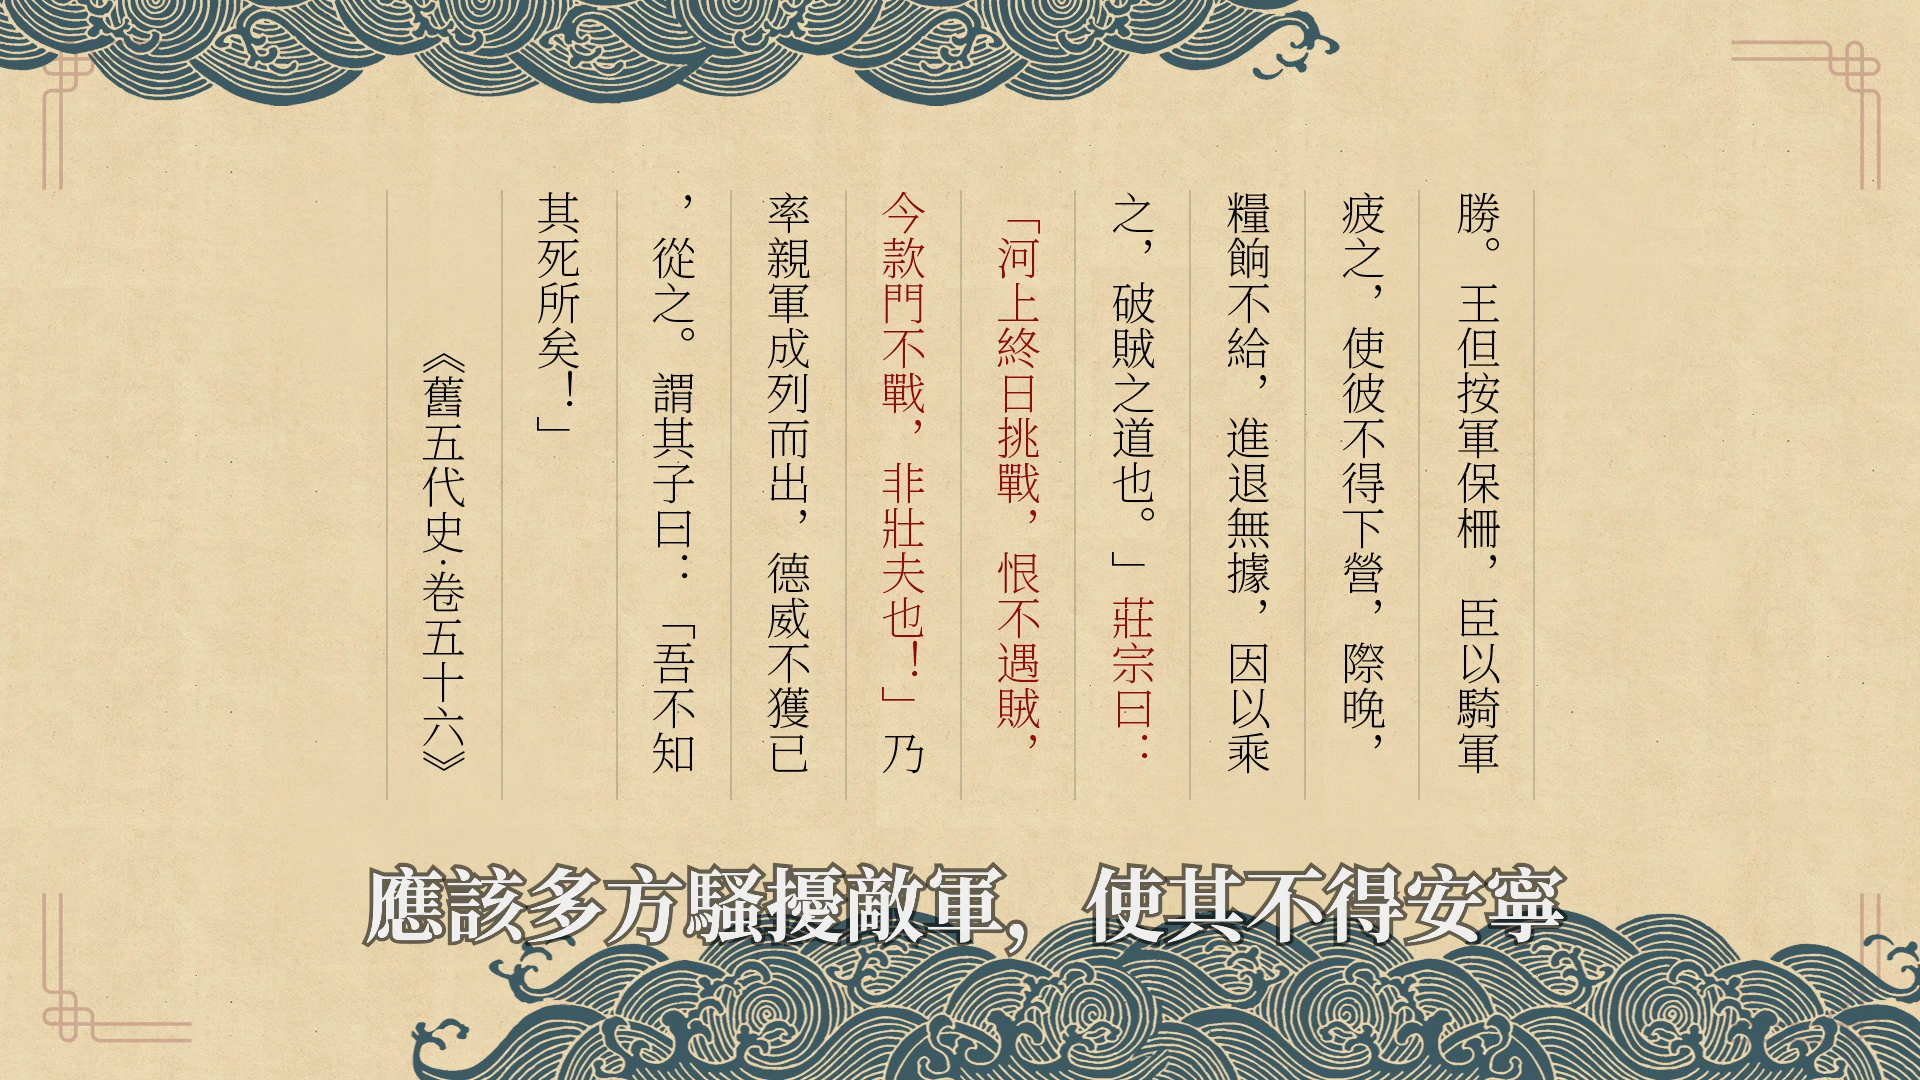 勝。王但按軍保柵，臣以騎軍
疲之，使彼不得下營，際晚，
糧餉不給，進退無據，因以乘
之，破賊之道也。」莊宗曰：
「河上終日挑戰，恨不遇賊，
今款門不戰，非壯夫也！」乃
率親軍成列而出，德威不獲已
，從之。謂其子曰：「吾不知
其死所矣！」
《舊五代史·卷五十六》
應該多方騷擾敵軍，使其不得安寧